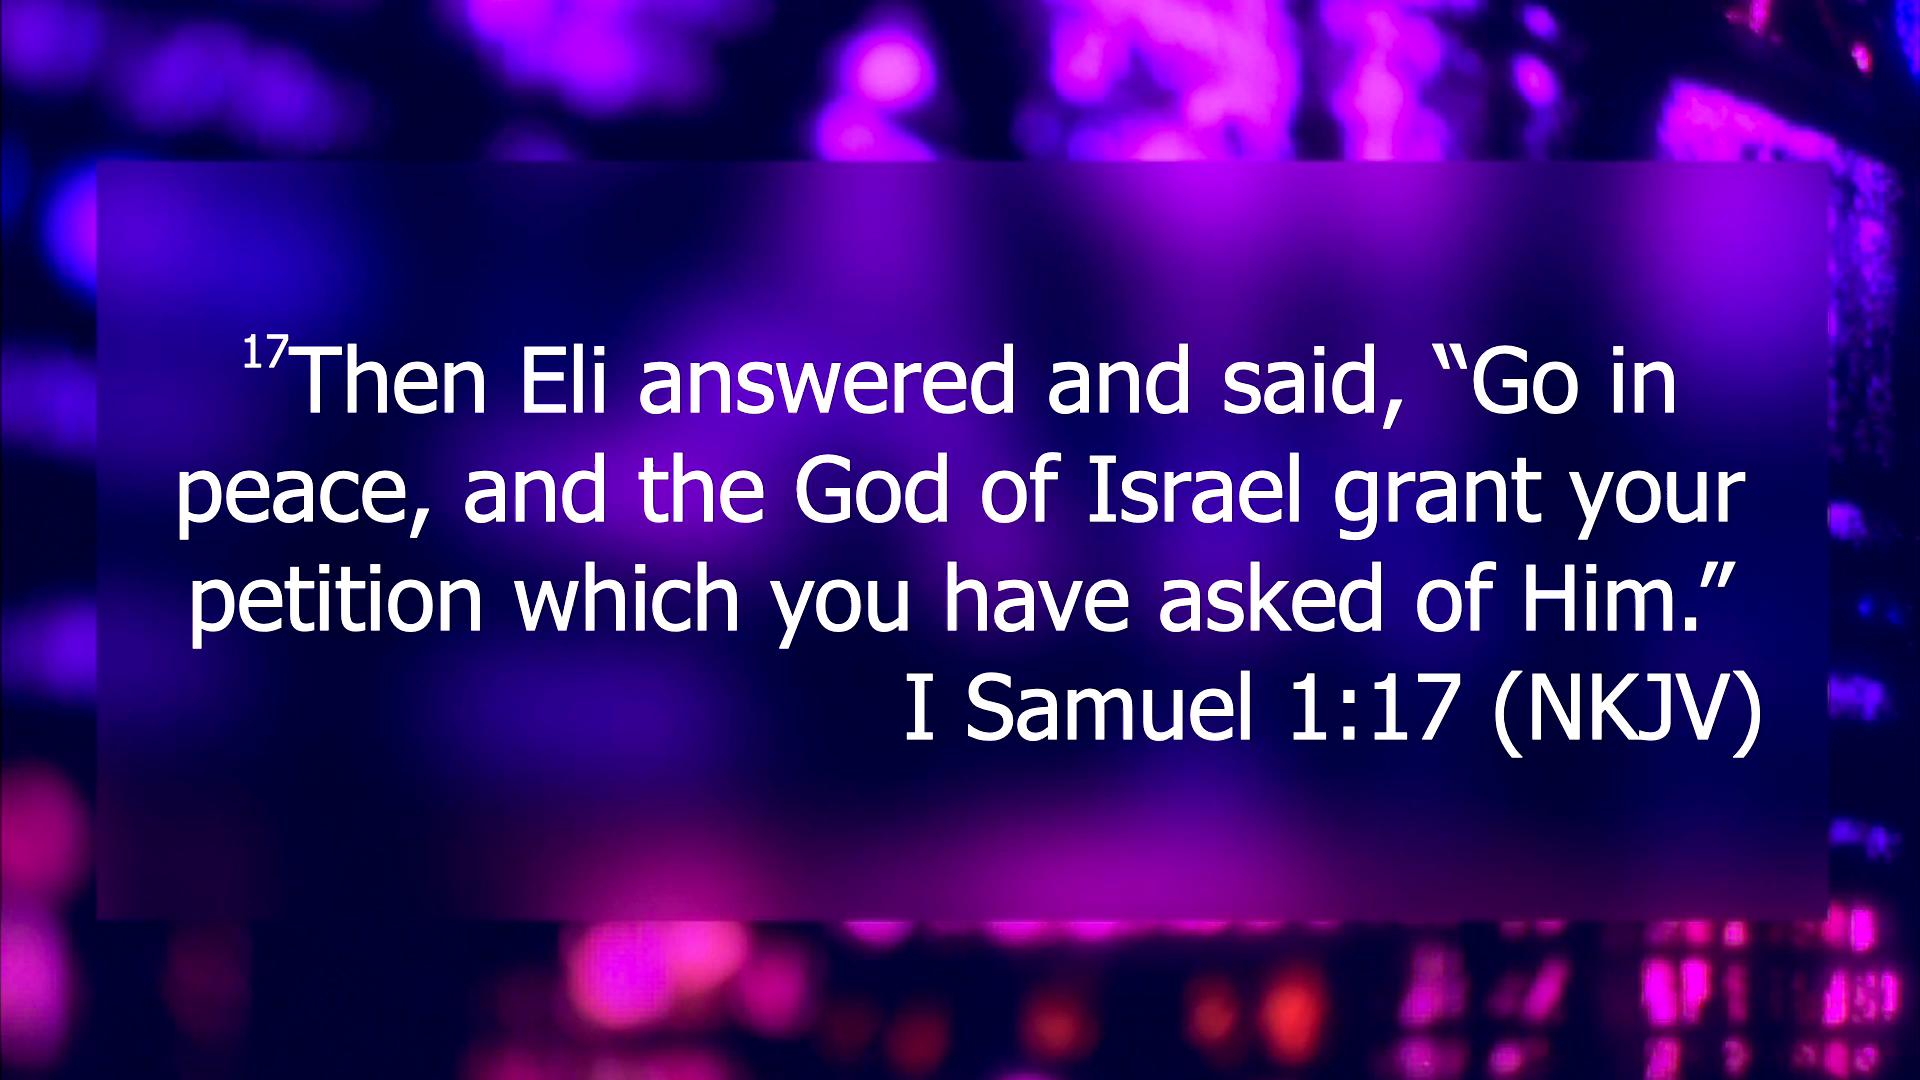 17Then Eli answered and said, “Go in
peace, and the God of Israel grant your
petition which you have asked of Him.”
I Samuel 1:17 (NKJV)